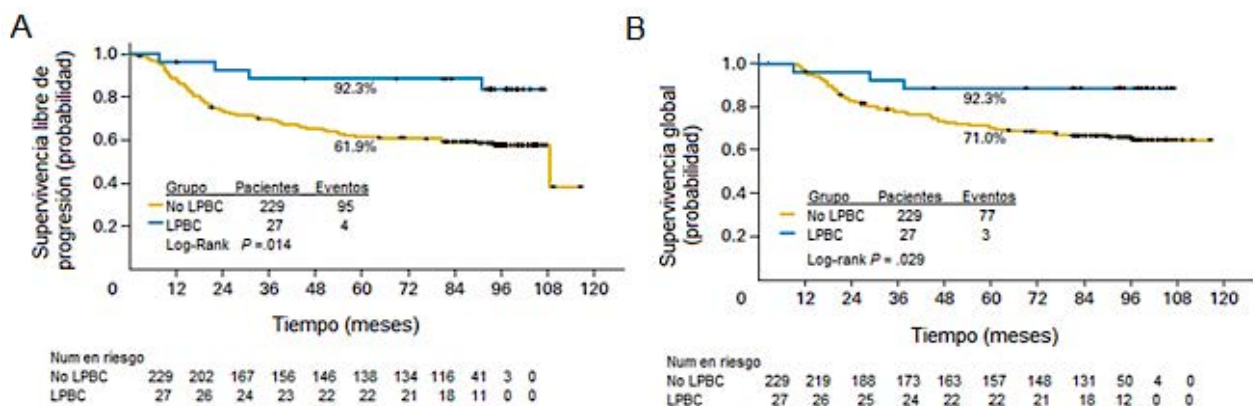 A
Supervivencia libre de
progresión (probabilidad)
1.0
0.8
0.6
0.4
0.2
0
92.3%
61.9%
Grupo Pacientes Eventos
No LPBC 229 95
LPBC 27 4
Log-Rank P =.014
12 24 36 48 60 72 84 96 108 120
Tiempo (meses)
Num en riesgo
No LPBC 229 202 167 156 146 138 134 116 41 3 0
LPBC 27 26 24 23 22 22 21 18 11 0 0
B
Supervivencia global
(probabilidad)
1.0
0.8
0.6
0.4
0.2
0
92.3%
71.0%
Grupo Pacientes Eventos
No LPBC 229 77
LPBC 27 3
Log-rank P = .029
12 24 36 48 60 72 84 96 108 120
Tiempo (meses)
Num en riesgo
No LPBC 229 219 188 173 163 157 148 131 50 4 0
LPBC 27 26 25 24 22 22 21 18 12 0 0